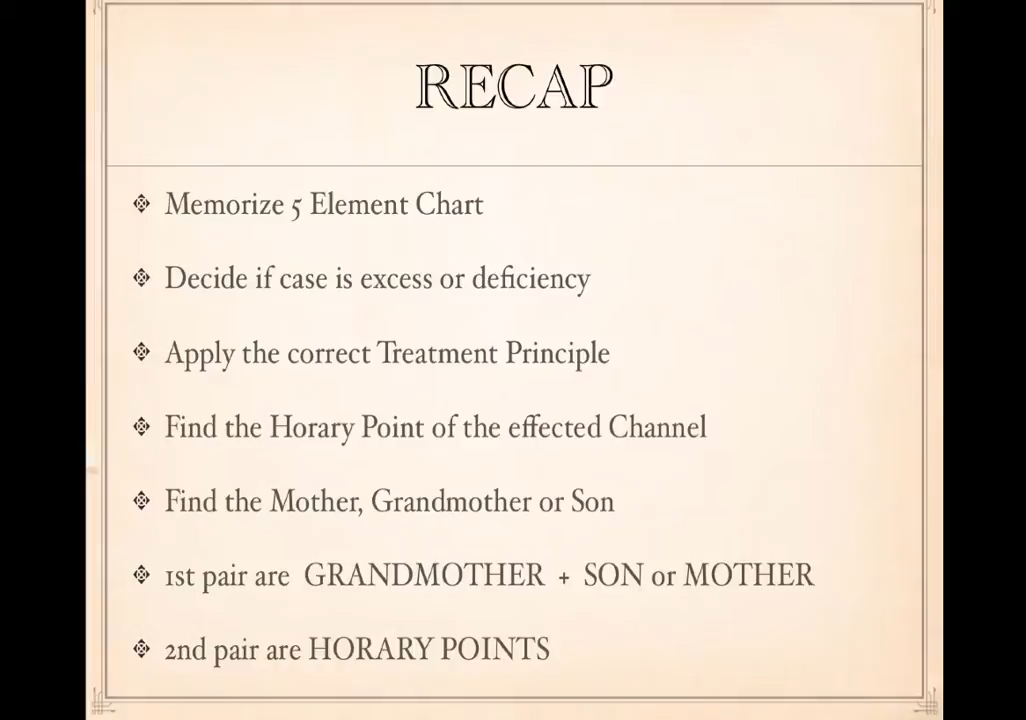 RECAP
Memorize 5 Element Chart
Decide if case is excess or deficiency
Apply the correct Treatment Principle
Find the Horary Point of the effected Channel
Find the Mother, Grandmother or Son
1st pair are GRANDMOTHER + SON or MOTHER
2nd pair are HORARY POINTS